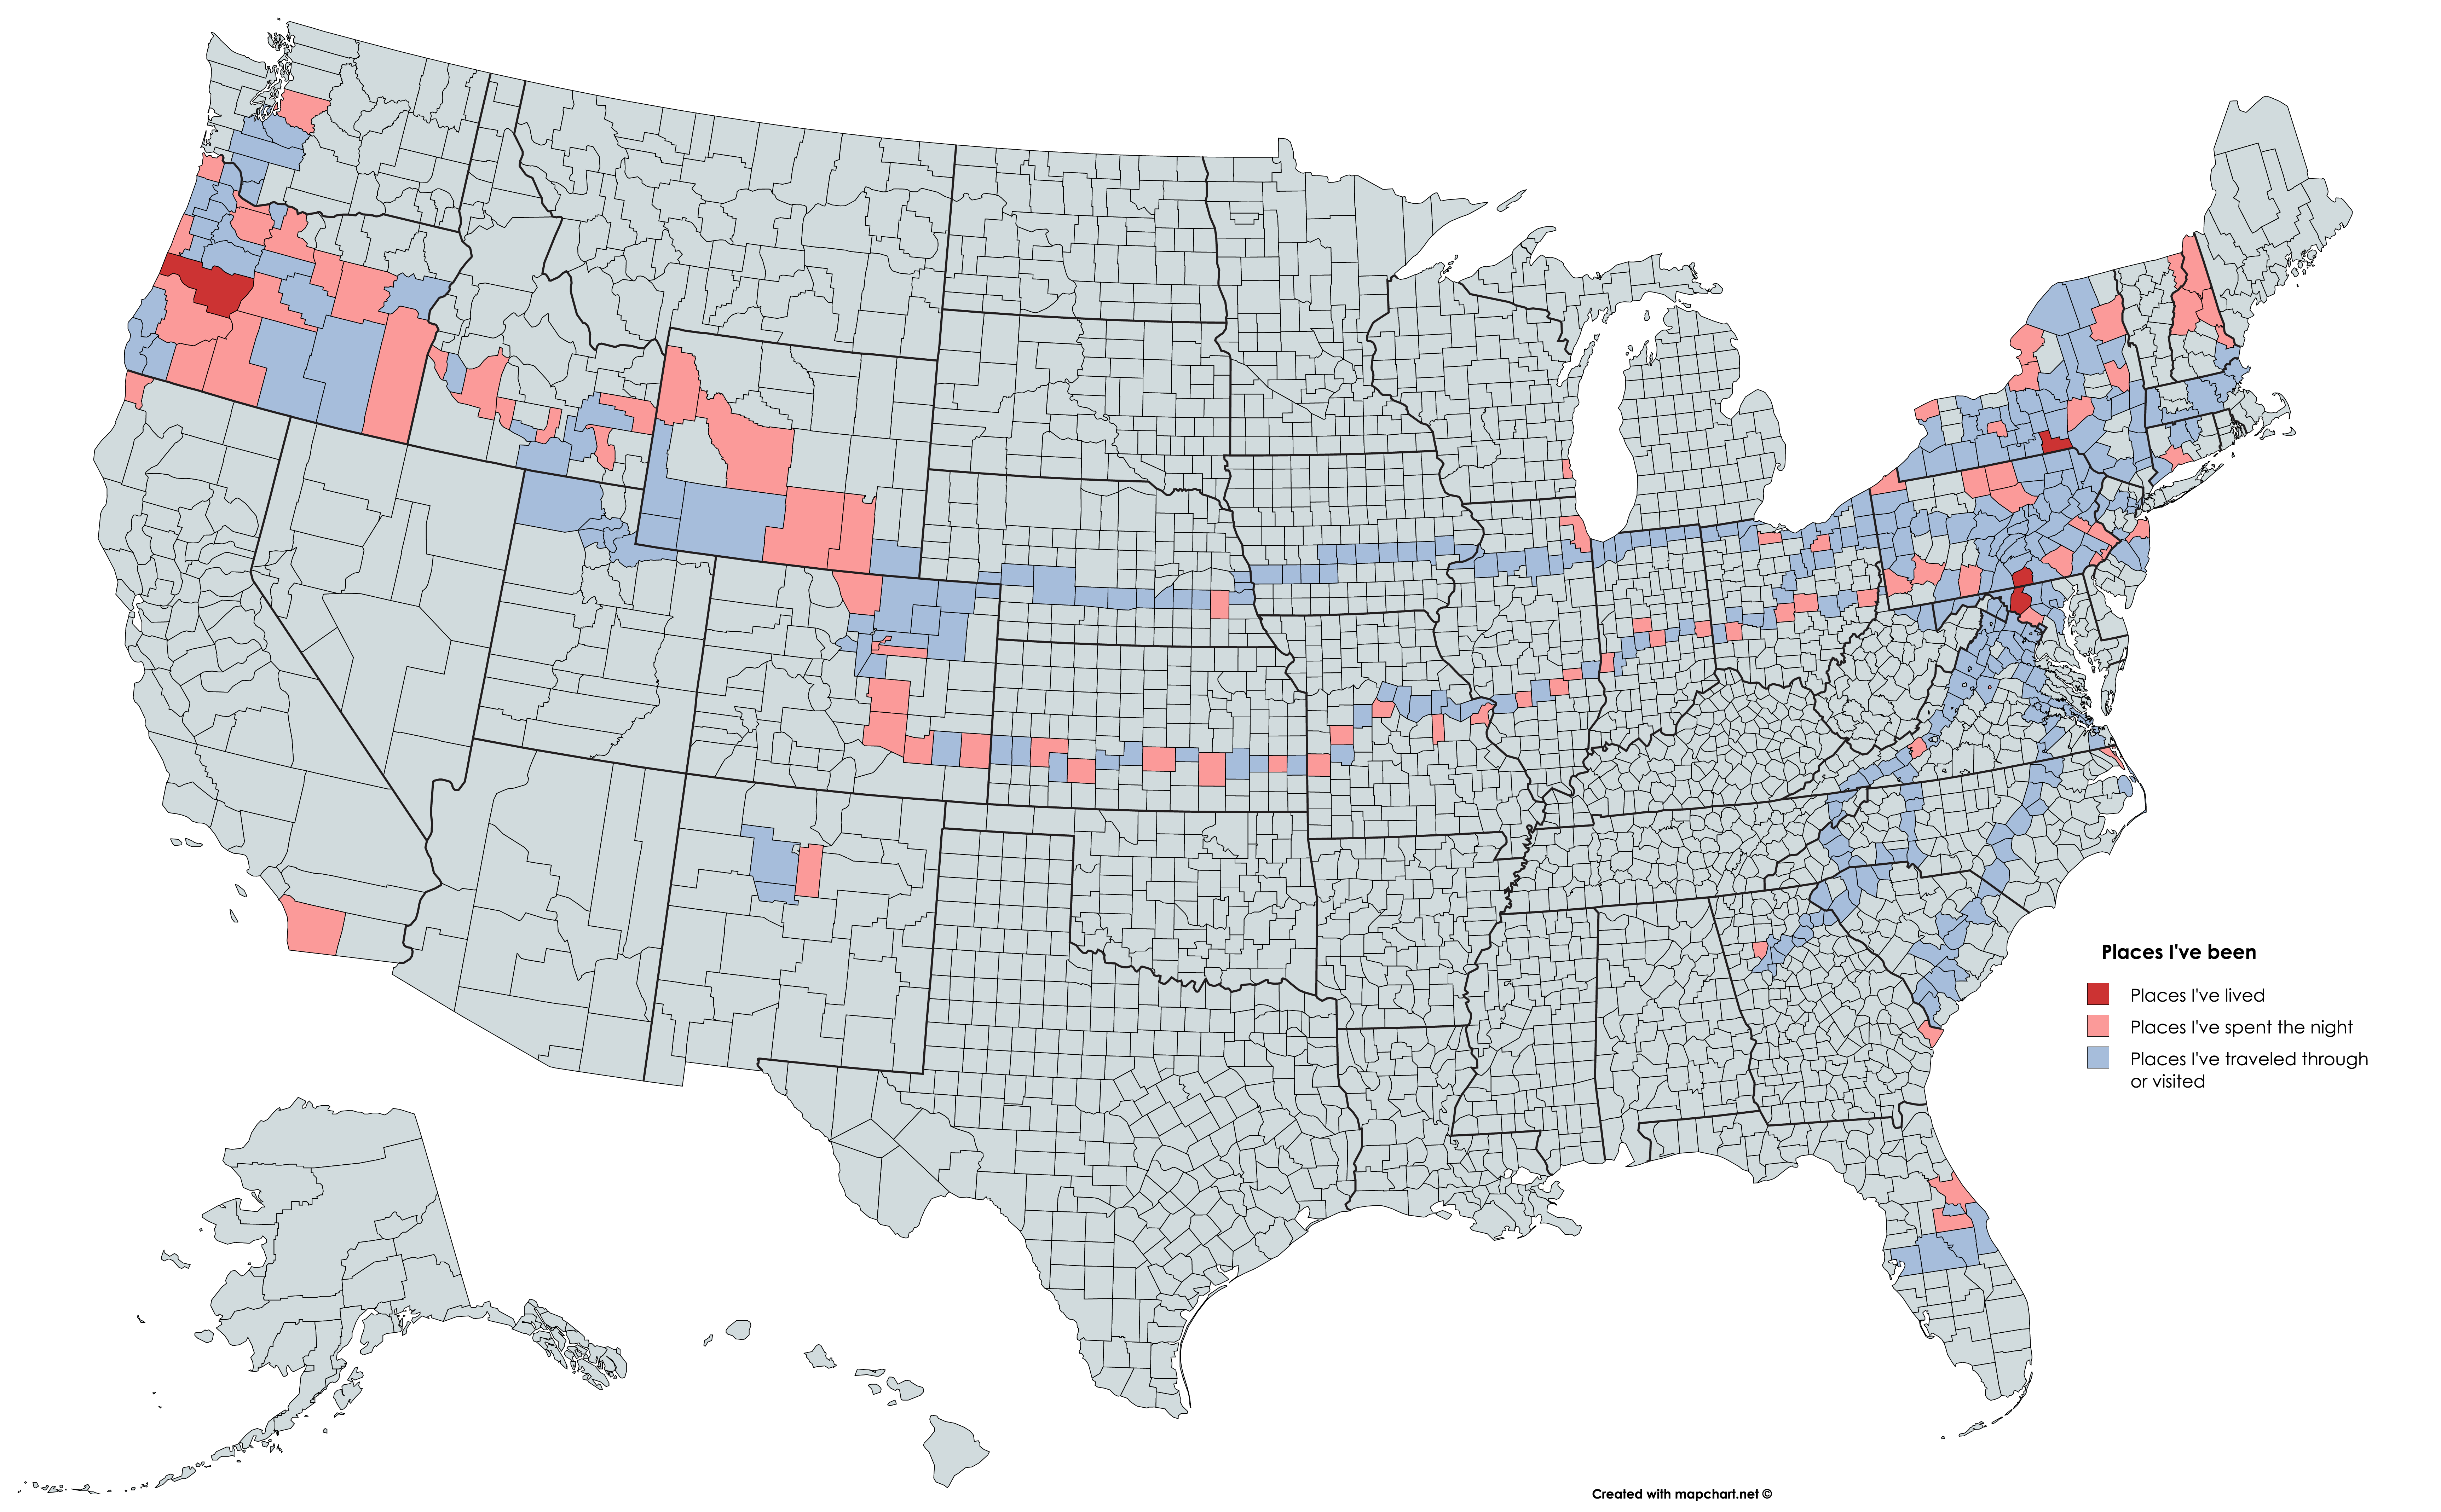 Places I've been
Places I've lived
Places I've spent the night
Places I've traveled through
or visited
Created with mapchart.net ©